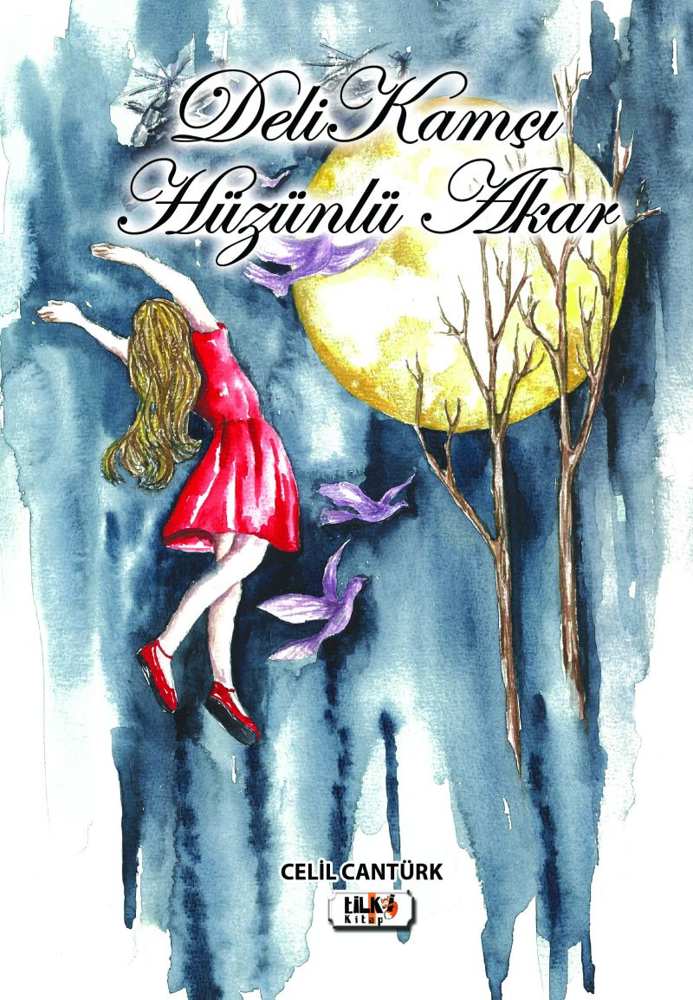 Deli Kamçı
Hüzünlü Akar
CELİL CANTÜRK
tiLKi
Kitap